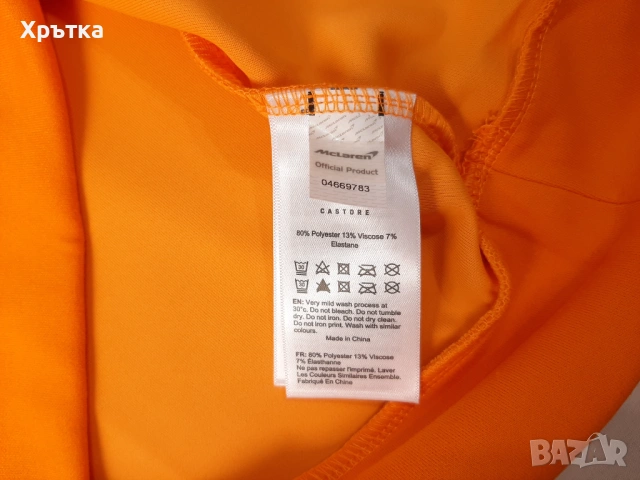 Хрътка
McLaren
Official Product
04669783
CASTORE
80% Polyester 13% Viscose 7%
Elastane
EN: Very mild wash process at
30°c. Do not bleach. Do not tumble
dry. Do not iron. Do not dry clean.
Do not iron print. Wash with similar
colours.
Made in China
FR: 80% Polyester 13% Viscose
7% Élasthanne
Ne pas repasser l'imprimé. Laver
Les Couleurs Similaires Ensemble.
Fabriqué En China
BAZAR